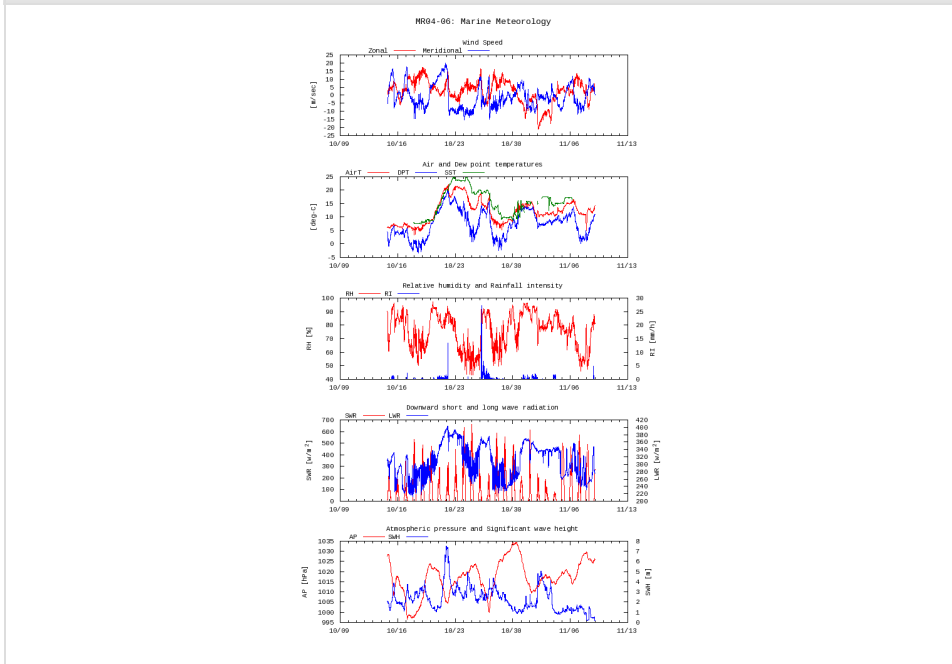 MR04-06: Marine Meteorology
Wind Speed
Zonal Meridional
25
20
15
10
5
0
-5
-10
-15
-20
-25
[m/sec]
10/09 10/16 10/23 10/30 11/06 11/13
Air and Dew point temperatures
AirT DPT SST
25
20
15
10
5
0
-5
[deg-C]
10/09 10/16 10/23 10/30 11/06 11/13
Relative humidity and Rainfall intensity
RH RI
100 30
90 25
80 20
70 15
60 10
50 5
40 0
RH [%]
RI [mm/h]
10/09 10/16 10/23 10/30 11/06 11/13
Downward short and long wave radiation
SWR LWR
700
600
500
400
300
200
100
0
SWR [W/m²]
420
400
380
360
340
320
300
280
260
240
220
200
LWR [W/m²]
10/09 10/16 10/23 10/30 11/06 11/13
Atmospheric pressure and Significant wave height
AP SWH
1035 8
1030 7
1025 6
1020 5
1015 4
1010 3
1005 2
1000 1
995 0
AP [hPa]
SWH [m]
10/09 10/16 10/23 10/30 11/06 11/13